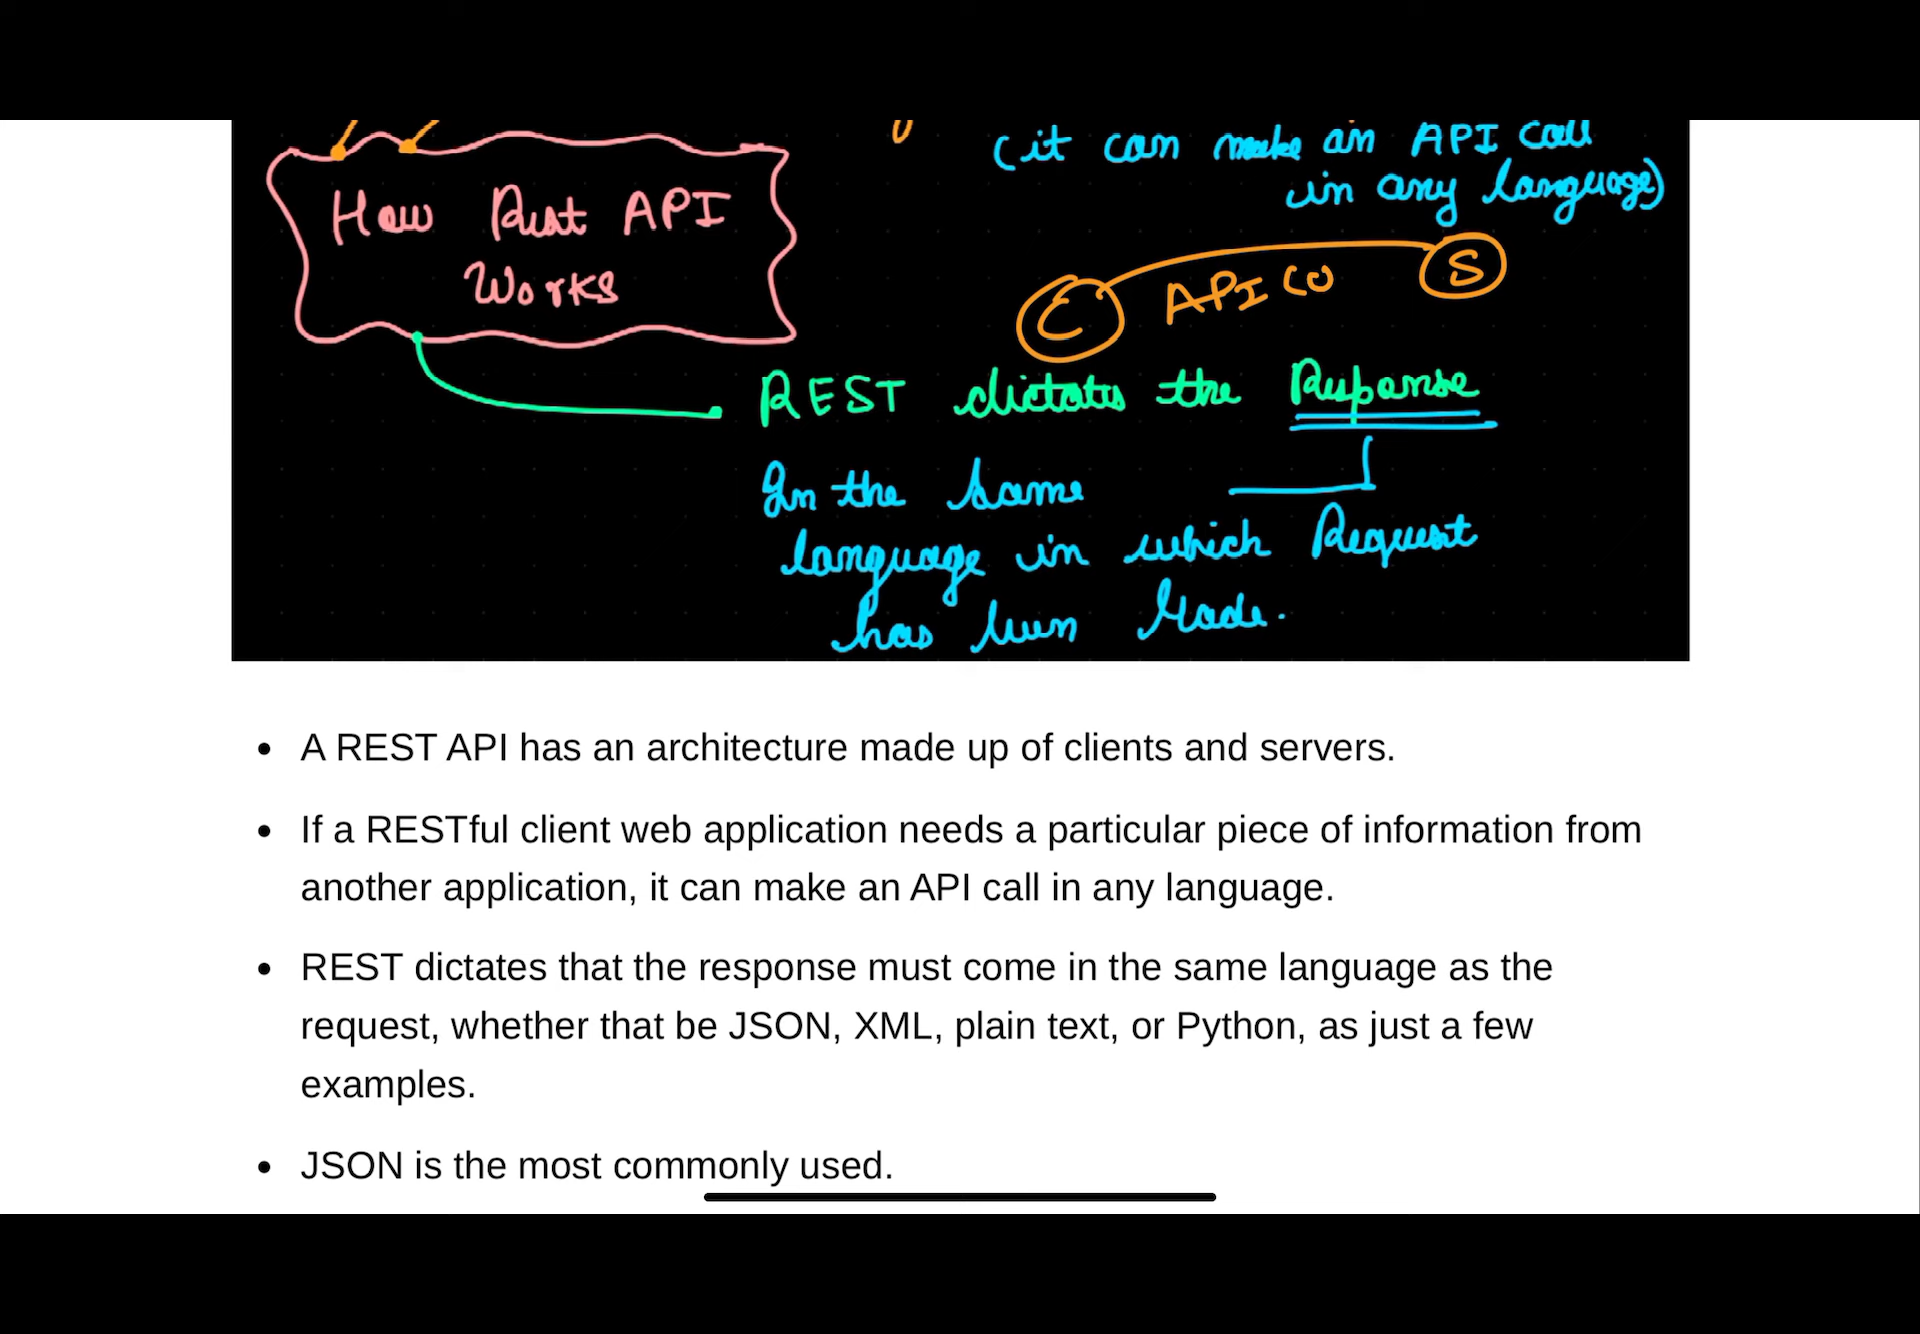 (it can make an API call
in any language)
How Rest API
Works
C API CO S
REST dictates the Response
In the same
language in which Request
has been Made.
• A REST API has an architecture made up of clients and servers.
• If a RESTful client web application needs a particular piece of information from
another application, it can make an API call in any language.
• REST dictates that the response must come in the same language as the
request, whether that be JSON, XML, plain text, or Python, as just a few
examples.
• JSON is the most commonly used.